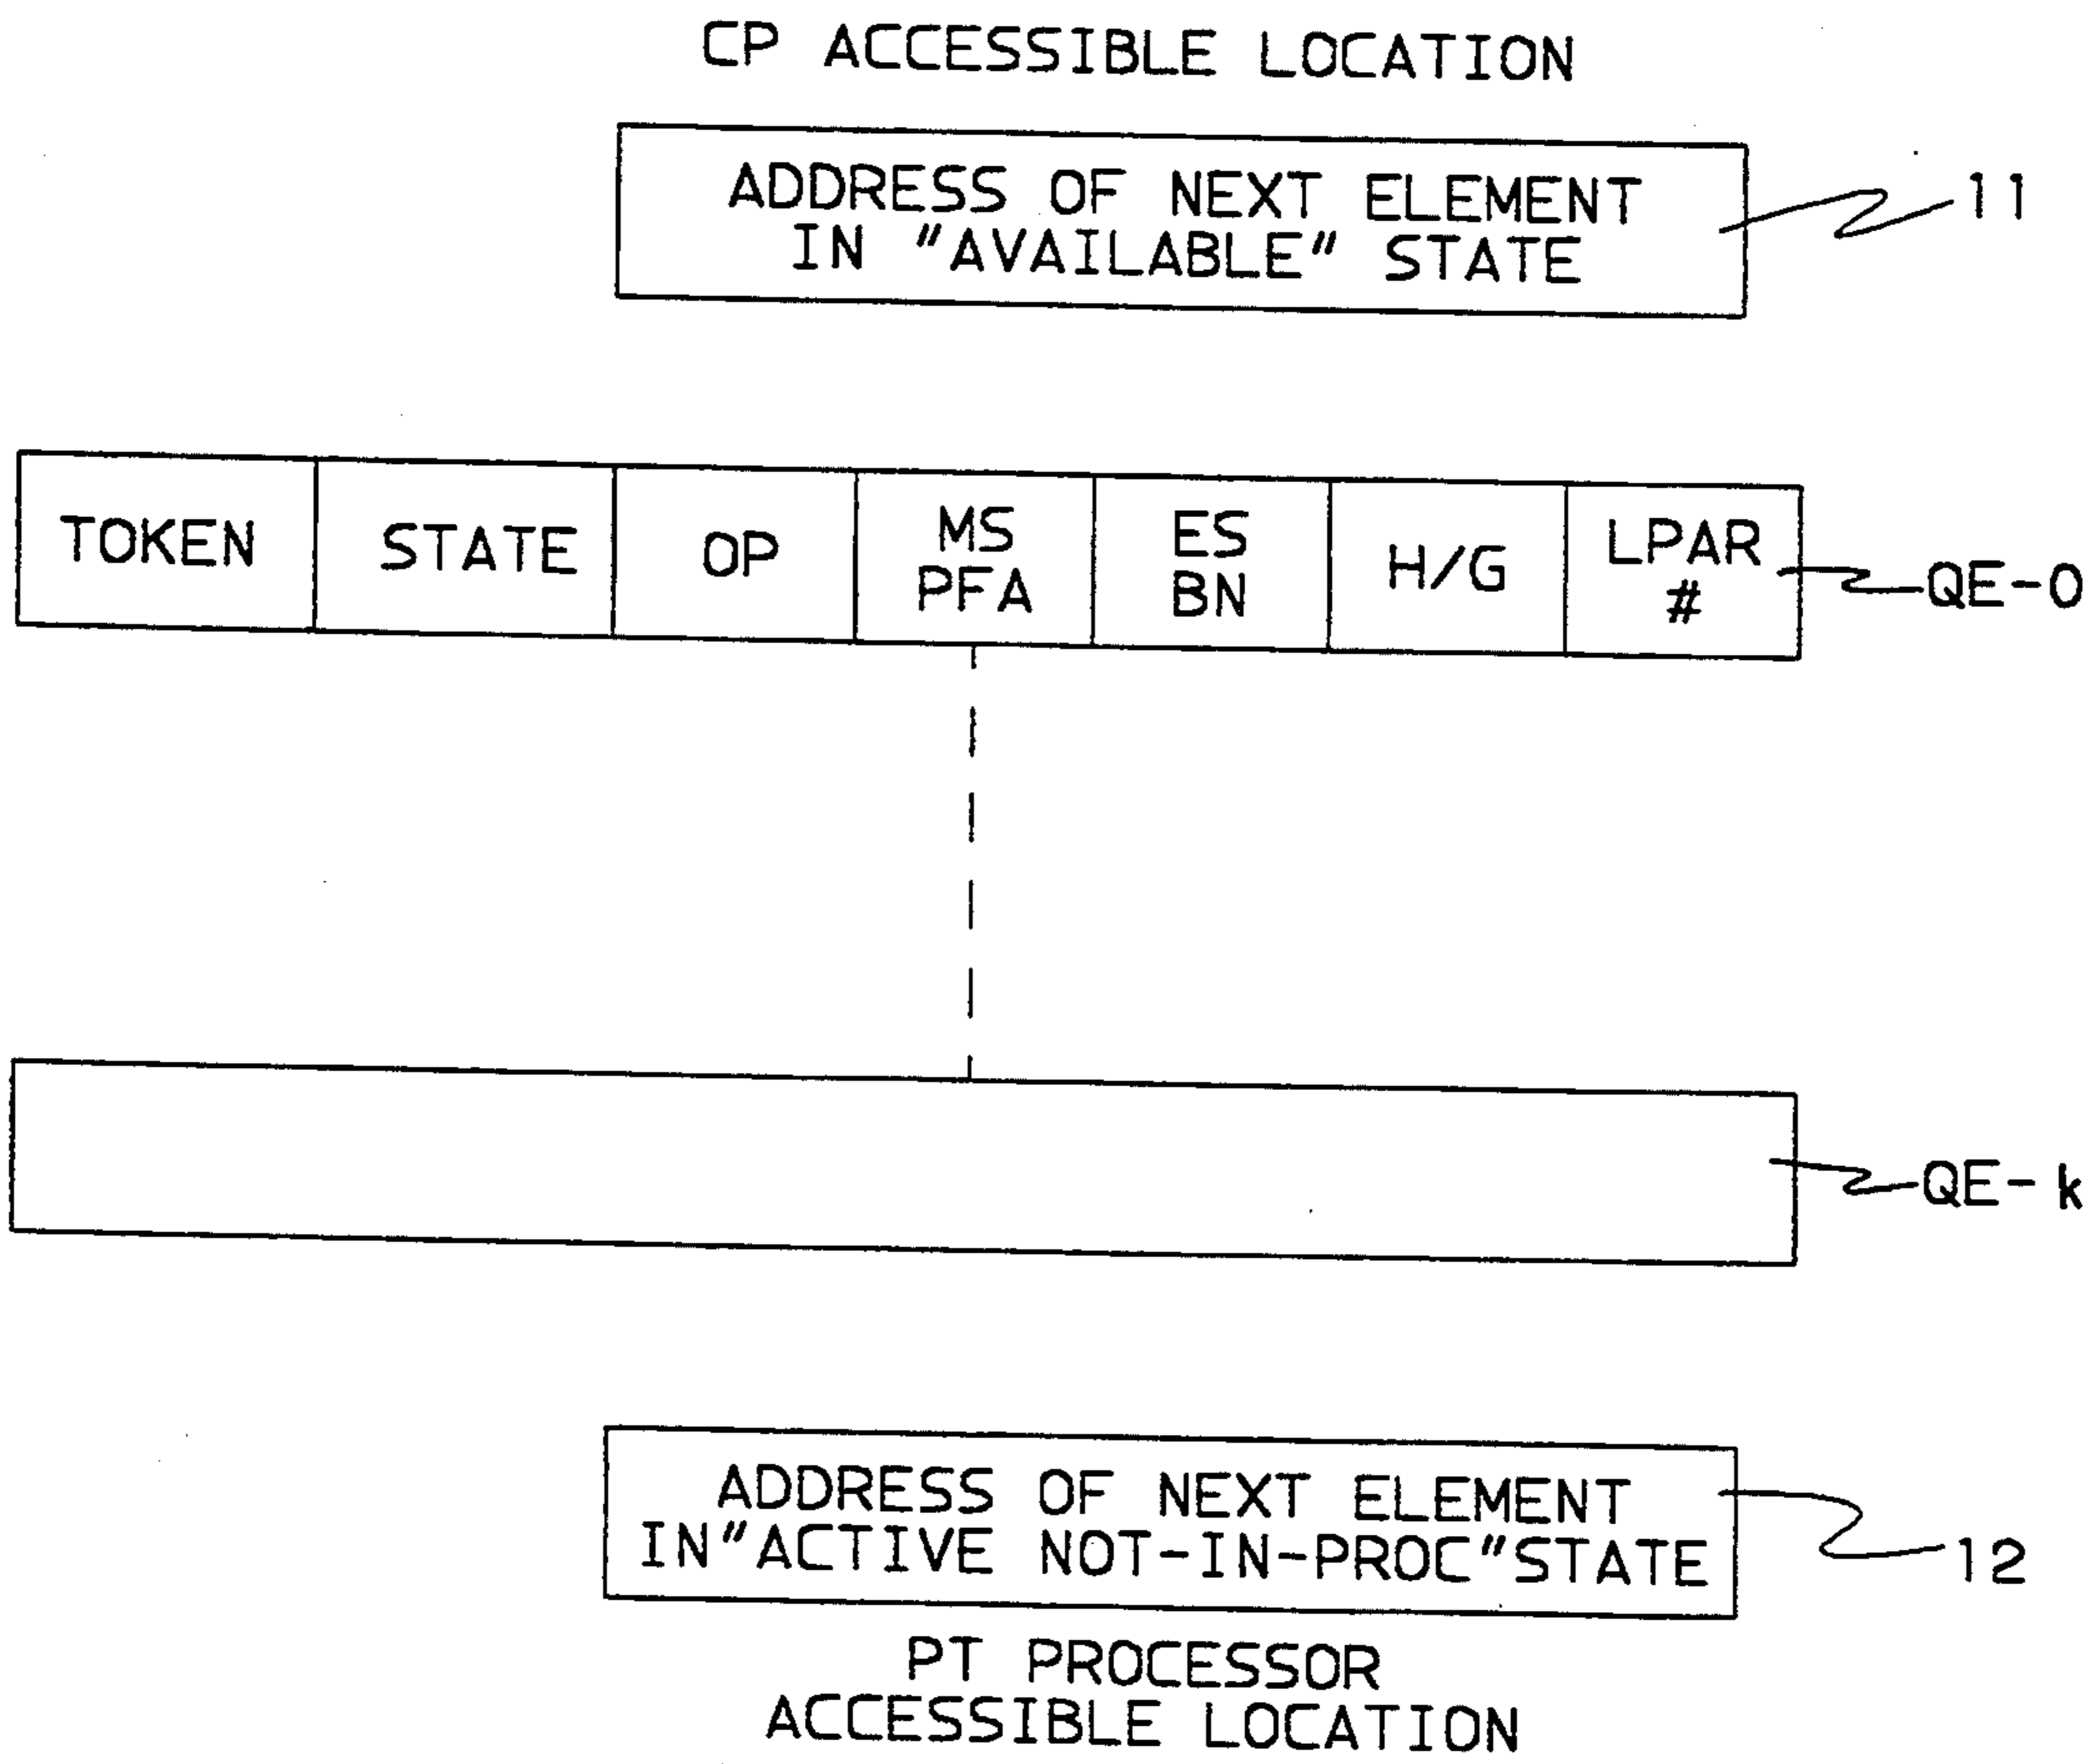 CP ACCESSIBLE LOCATION
ADDRESS OF NEXT ELEMENT
IN "AVAILABLE" STATE
11
TOKEN
STATE
OP
MS
PFA
ES
BN
H/G
LPAR
#
QE-0
QE-k
ADDRESS OF NEXT ELEMENT
IN"ACTIVE NOT-IN-PROC"STATE
12
PT PROCESSOR
ACCESSIBLE LOCATION